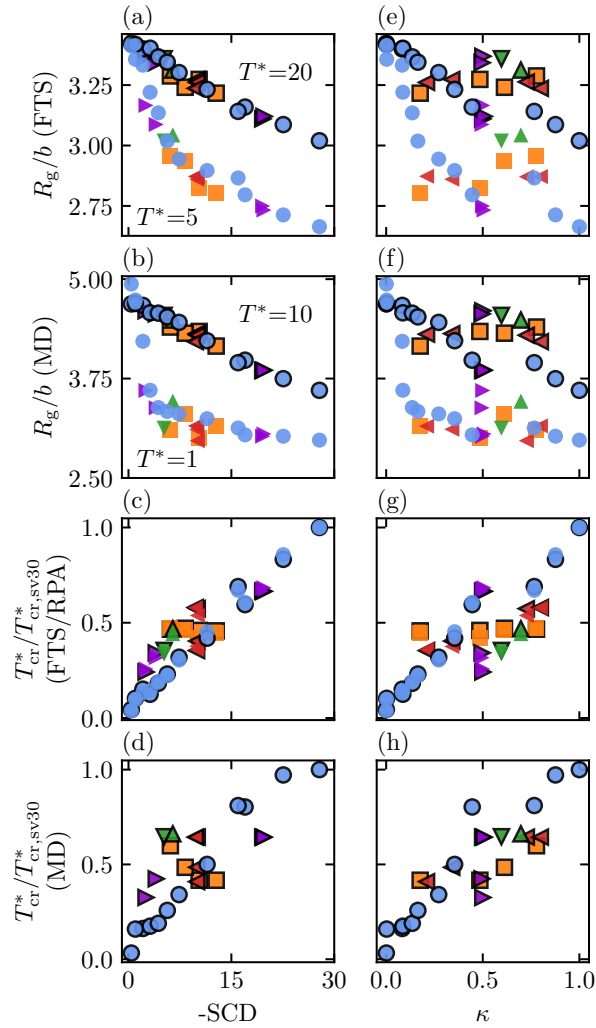 (a) (e)
3.25
3.00
2.75
R_g/b (FTS)
T*=20
T*=5
(b) (f)
5.00
3.75
2.50
R_g/b (MD)
T*=10
T*=1
(c) (g)
1.0
0.5
0.0
T*_cr/T*_cr,sv30
(FTS/RPA)
(d) (h)
1.0
0.5
0.0
T*_cr/T*_cr,sv30
(MD)
0 15 30 0.0 0.5 1.0
-SCD κ